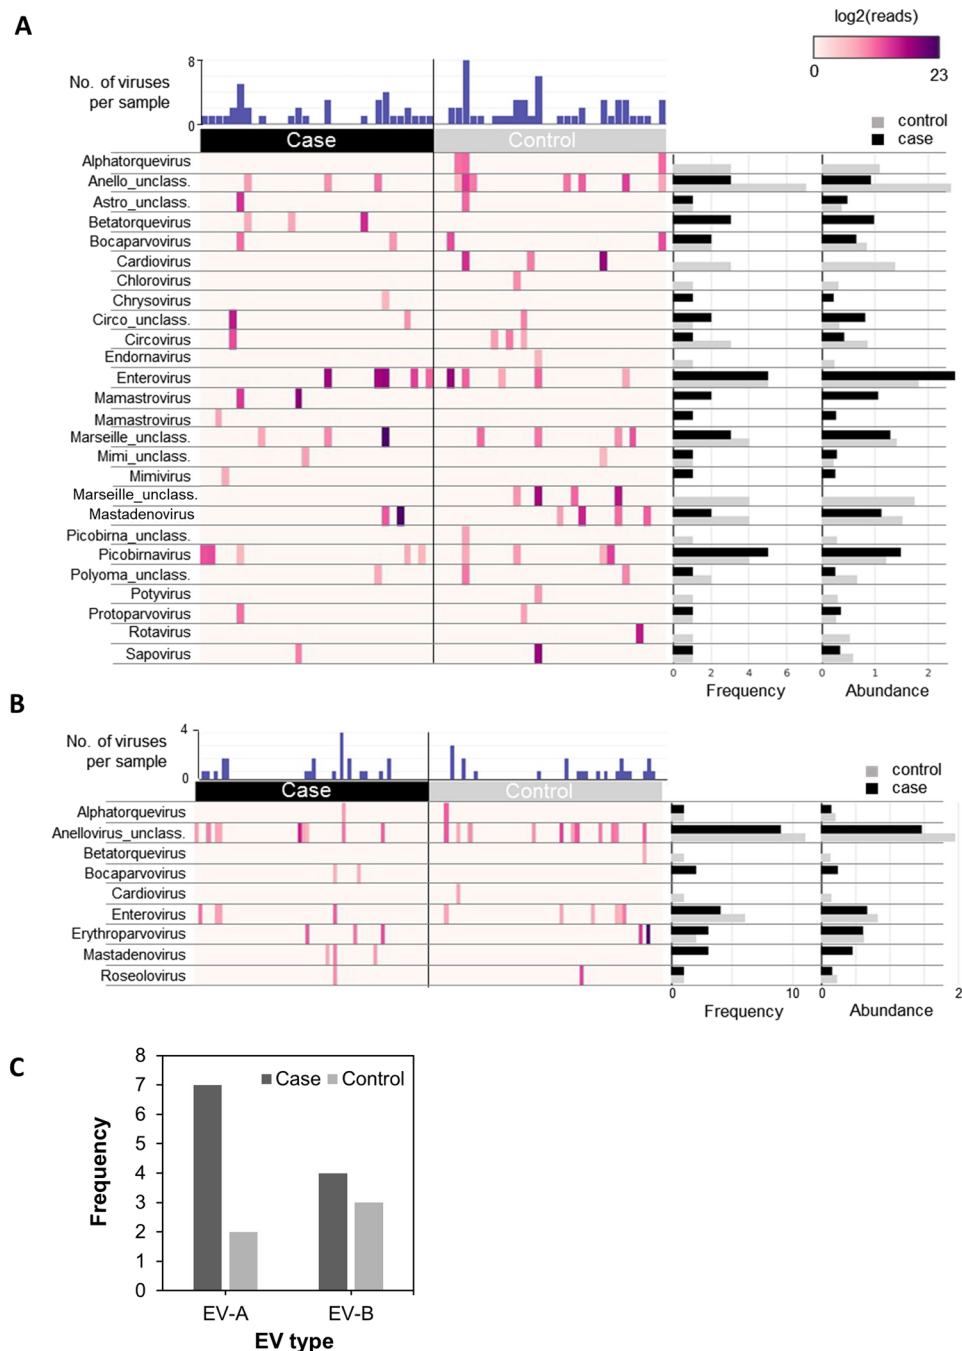 A
log2(reads)
0 23
No. of viruses
per sample
8
0
control
case
Case Control
Alphatorquevirus
Anello_unclass.
Astro_unclass.
Betatorquevirus
Bocaparvovirus
Cardiovirus
Chlorovirus
Chrysovirus
Circo_unclass.
Circovirus
Endornavirus
Enterovirus
Mamastrovirus
Mamastrovirus
Marseille_unclass.
Mimi_unclass.
Mimivirus
Marseille_unclass.
Mastadenovirus
Picobirna_unclass.
Picobirnavirus
Polyoma_unclass.
Potyvirus
Protoparvovirus
Rotavirus
Sapovirus
0 2 4 6 0 1 2
Frequency Abundance
B
No. of viruses
per sample
4
0
control
case
Case Control
Alphatorquevirus
Anellovirus_unclass.
Betatorquevirus
Bocaparvovirus
Cardiovirus
Enterovirus
Erythroparvovirus
Mastadenovirus
Roseolovirus
0 10 0 2
Frequency Abundance
C
Case Control
8
7
6
5
4
3
2
1
0
Frequency
EV-A EV-B
EV type